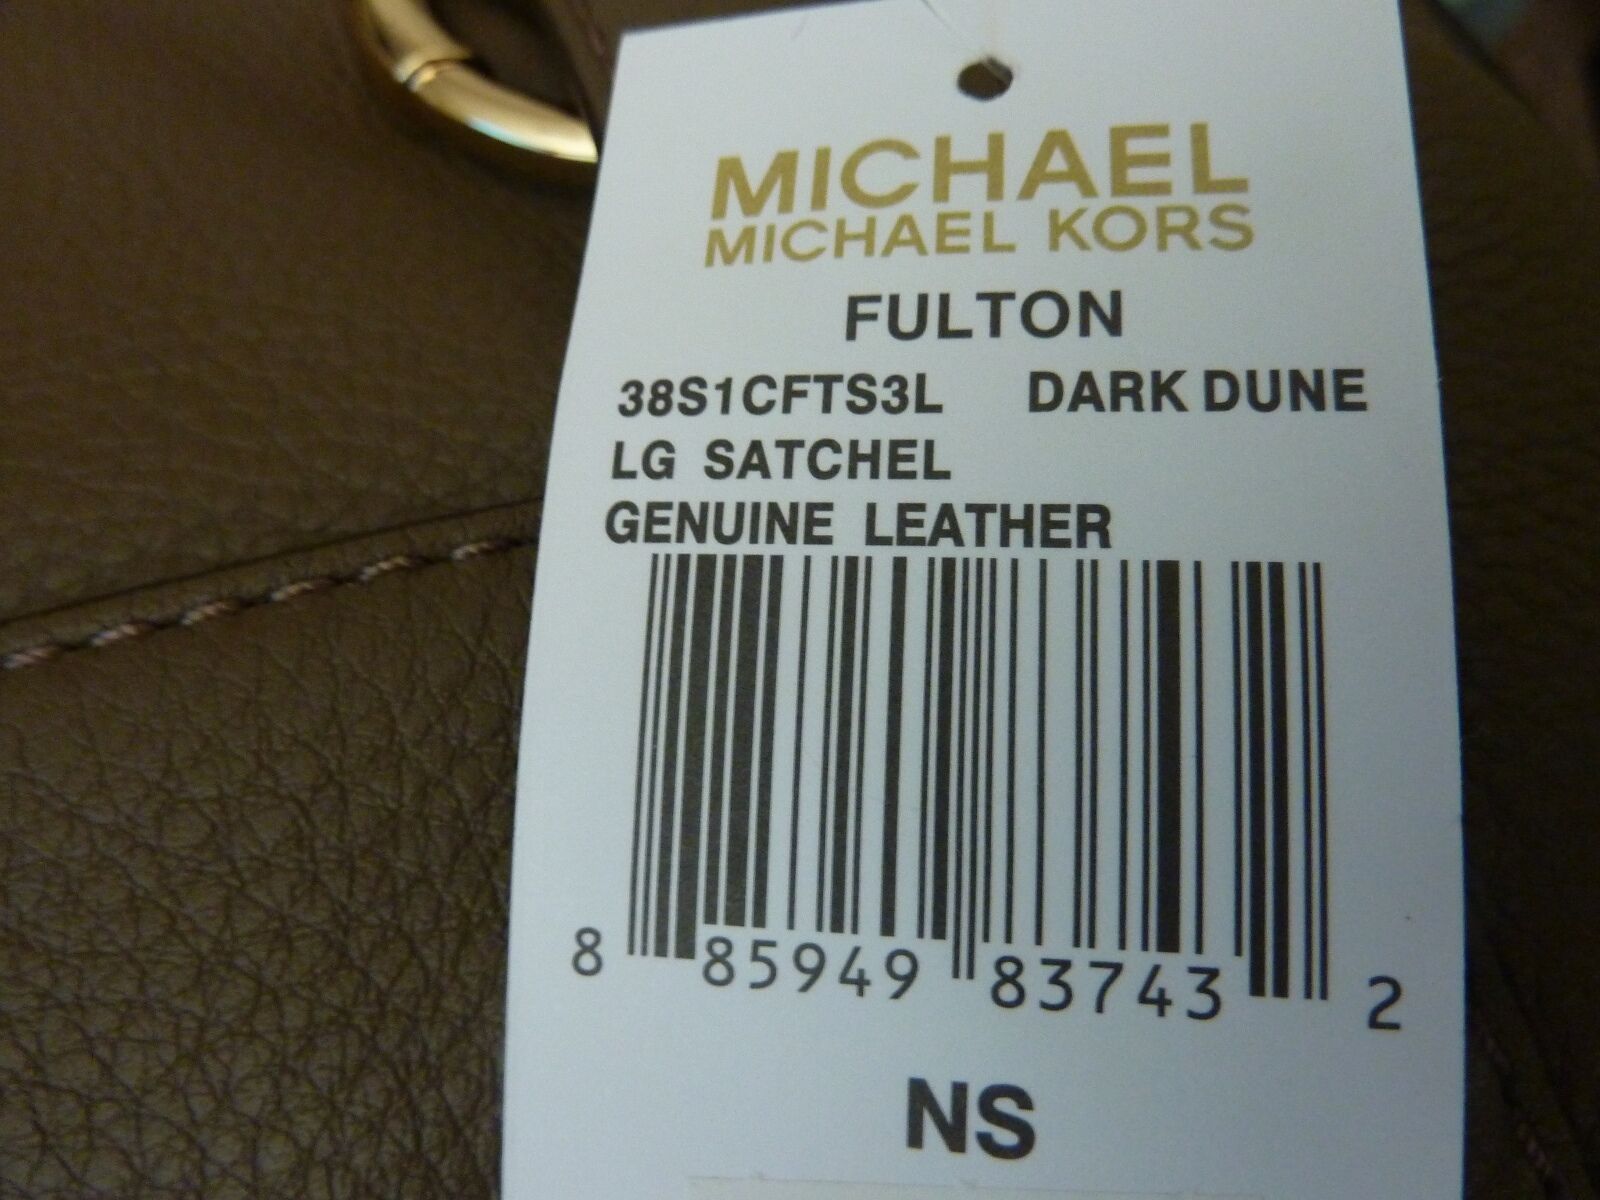 MICHAEL
MICHAEL KORS
FULTON
38S1CFTS3L DARK DUNE
LG SATCHEL
GENUINE LEATHER
8 85949 83743 2
NS